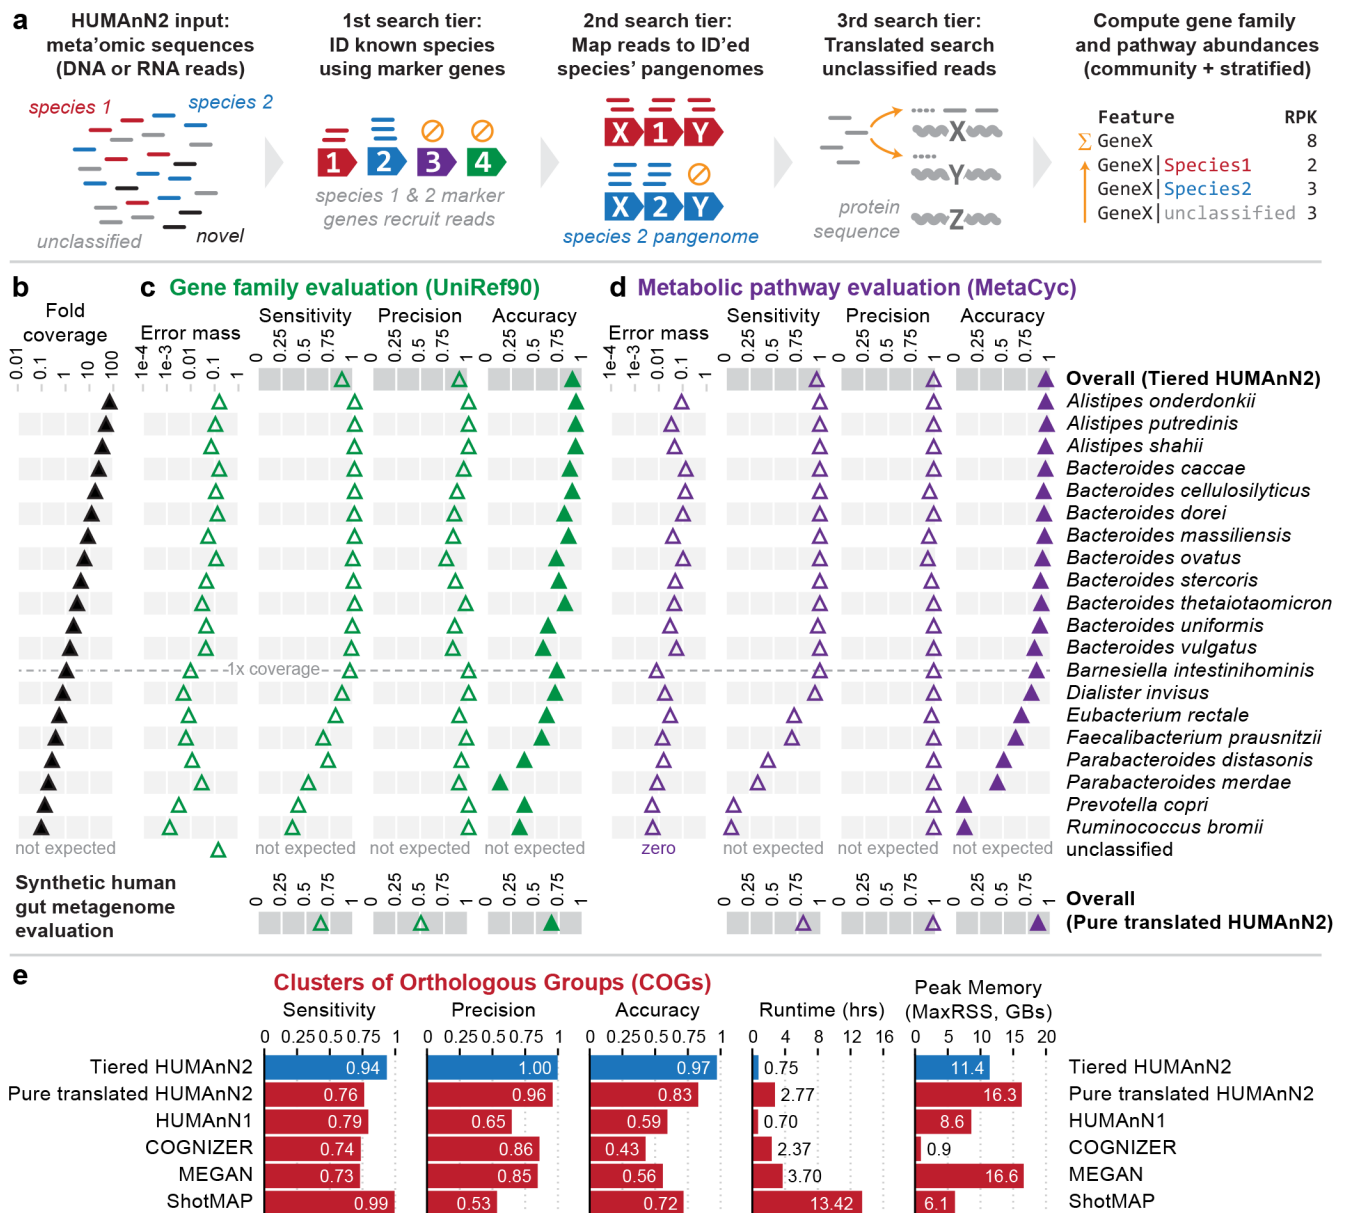 a
HUMAnN2 input:
meta'omic sequences
(DNA or RNA reads)
1st search tier:
ID known species
using marker genes
2nd search tier:
Map reads to ID'ed
species' pangenomes
3rd search tier:
Translated search
unclassified reads
Compute gene family
and pathway abundances
(community + stratified)
species 1
species 2
unclassified
novel
1 2 3 4
species 1 & 2 marker
genes recruit reads
X 1 Y
X 2 Y
species 2 pangenome
X
Y
Z
protein
sequence
Feature RPK
Σ GeneX 8
GeneX|Species1 2
GeneX|Species2 3
GeneX|unclassified 3
b
Fold
coverage
0.01 0.1 1 10 100
c Gene family evaluation (UniRef90)
Error mass Sensitivity Precision Accuracy
1e-4 1e-3 0.01 0.1 1
0 0.25 0.5 0.75 1
0 0.25 0.5 0.75 1
0 0.25 0.5 0.75 1
d Metabolic pathway evaluation (MetaCyc)
Error mass Sensitivity Precision Accuracy
1e-4 1e-3 0.01 0.1 1
0 0.25 0.5 0.75 1
0 0.25 0.5 0.75 1
0 0.25 0.5 0.75 1
Overall (Tiered HUMAnN2)
Alistipes onderdonkii
Alistipes putredinis
Alistipes shahii
Bacteroides caccae
Bacteroides cellulosilyticus
Bacteroides dorei
Bacteroides massiliensis
Bacteroides ovatus
Bacteroides stercoris
Bacteroides thetaiotaomicron
Bacteroides uniformis
Bacteroides vulgatus
1x coverage
Barnesiella intestinihominis
Dialister invisus
Eubacterium rectale
Faecalibacterium prausnitzii
Parabacteroides distasonis
Parabacteroides merdae
Prevotella copri
Ruminococcus bromii
not expected not expected not expected not expected zero not expected not expected not expected unclassified
Synthetic human
gut metagenome
evaluation
0 0.25 0.5 0.75 1
0 0.25 0.5 0.75 1
0 0.25 0.5 0.75 1
0 0.25 0.5 0.75 1
0 0.25 0.5 0.75 1
0 0.25 0.5 0.75 1
Overall
(Pure translated HUMAnN2)
e
Clusters of Orthologous Groups (COGs)
Sensitivity Precision Accuracy Runtime (hrs)
Peak Memory
(MaxRSS, GBs)
0 0.25 0.5 0.75 1 0 0.25 0.5 0.75 1 0 0.25 0.5 0.75 1 0 4 8 12 16 0 5 10 15 20
Tiered HUMAnN2 0.94 1.00 0.97 0.75 11.4 Tiered HUMAnN2
Pure translated HUMAnN2 0.76 0.96 0.83 2.77 16.3 Pure translated HUMAnN2
HUMAnN1 0.79 0.65 0.59 0.70 8.6 HUMAnN1
COGNIZER 0.74 0.86 0.43 2.37 0.9 COGNIZER
MEGAN 0.73 0.85 0.56 3.70 16.6 MEGAN
ShotMAP 0.99 0.53 0.72 13.42 6.1 ShotMAP